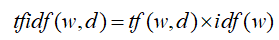 tfidf(w,d) = tf(w,d)×idf(w)